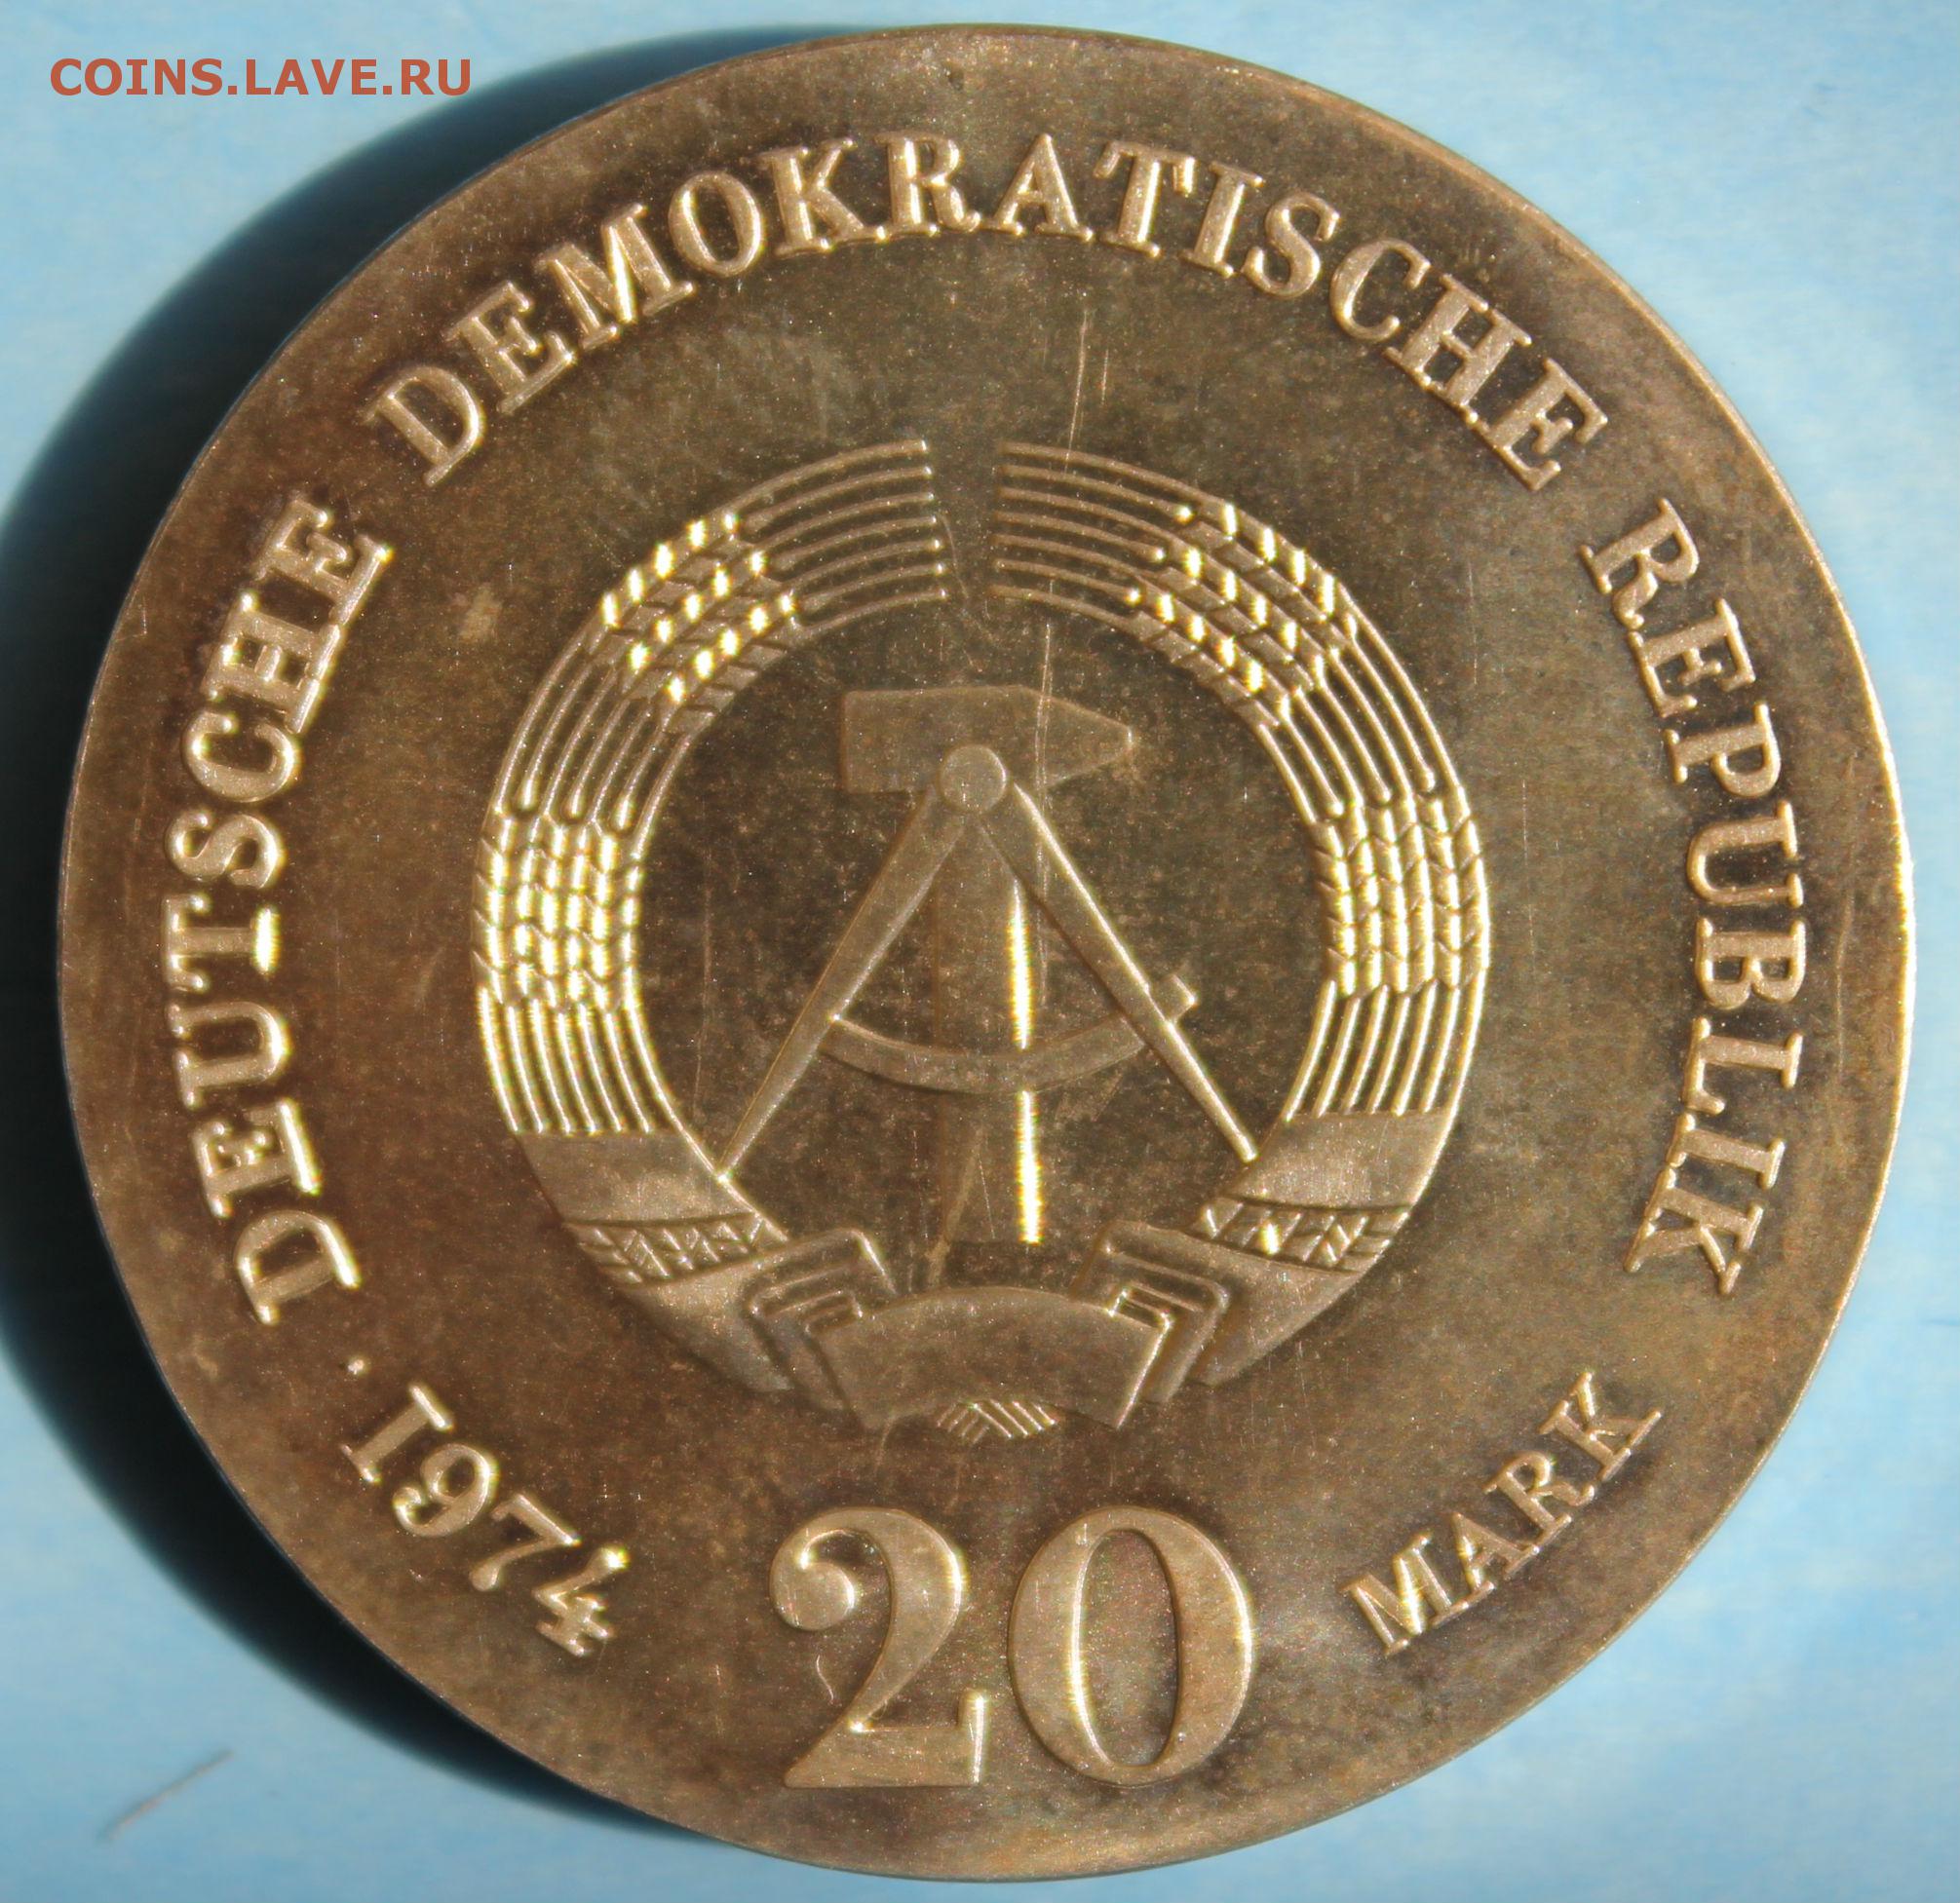 COINS.LAVE.RU
DEUTSCHE DEMOKRATISCHE REPUBLIK
· 1974
20
MARK